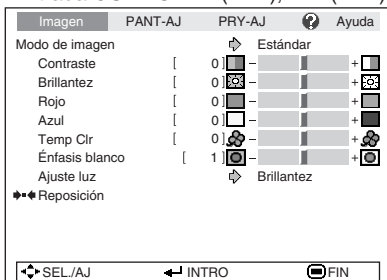 Imagen PANT-AJ PRY-AJ ? Ayuda
Modo de imagen Estándar
Contraste [ 0 ] – +
Brillantez [ 0 ] – +
Rojo [ 0 ] – +
Azul [ 0 ] – +
Temp Clr [ 0 ] – +
Énfasis blanco [ 1 ] – +
Ajuste luz Brillantez
Reposición
SEL./AJ INTRO FIN